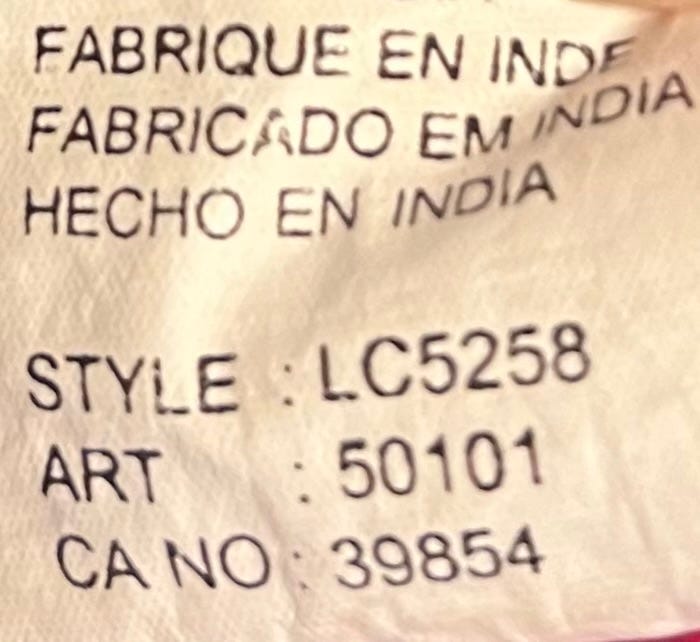 FABRIQUE EN INDE
FABRICADO EM INDIA
HECHO EN INDIA
STYLE : LC5258
ART : 50101
CA NO : 39854